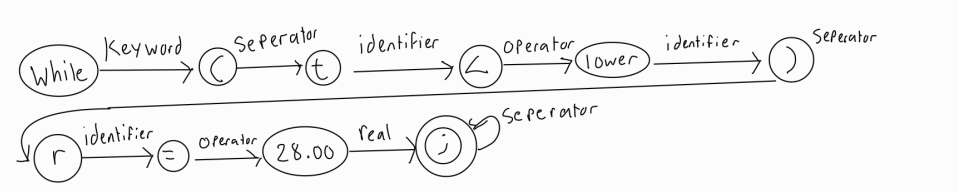 While Keyword ( Seperator t identifier < operator lower identifier ) Seperator
r identifier = operator 28.00 real ; Seperator